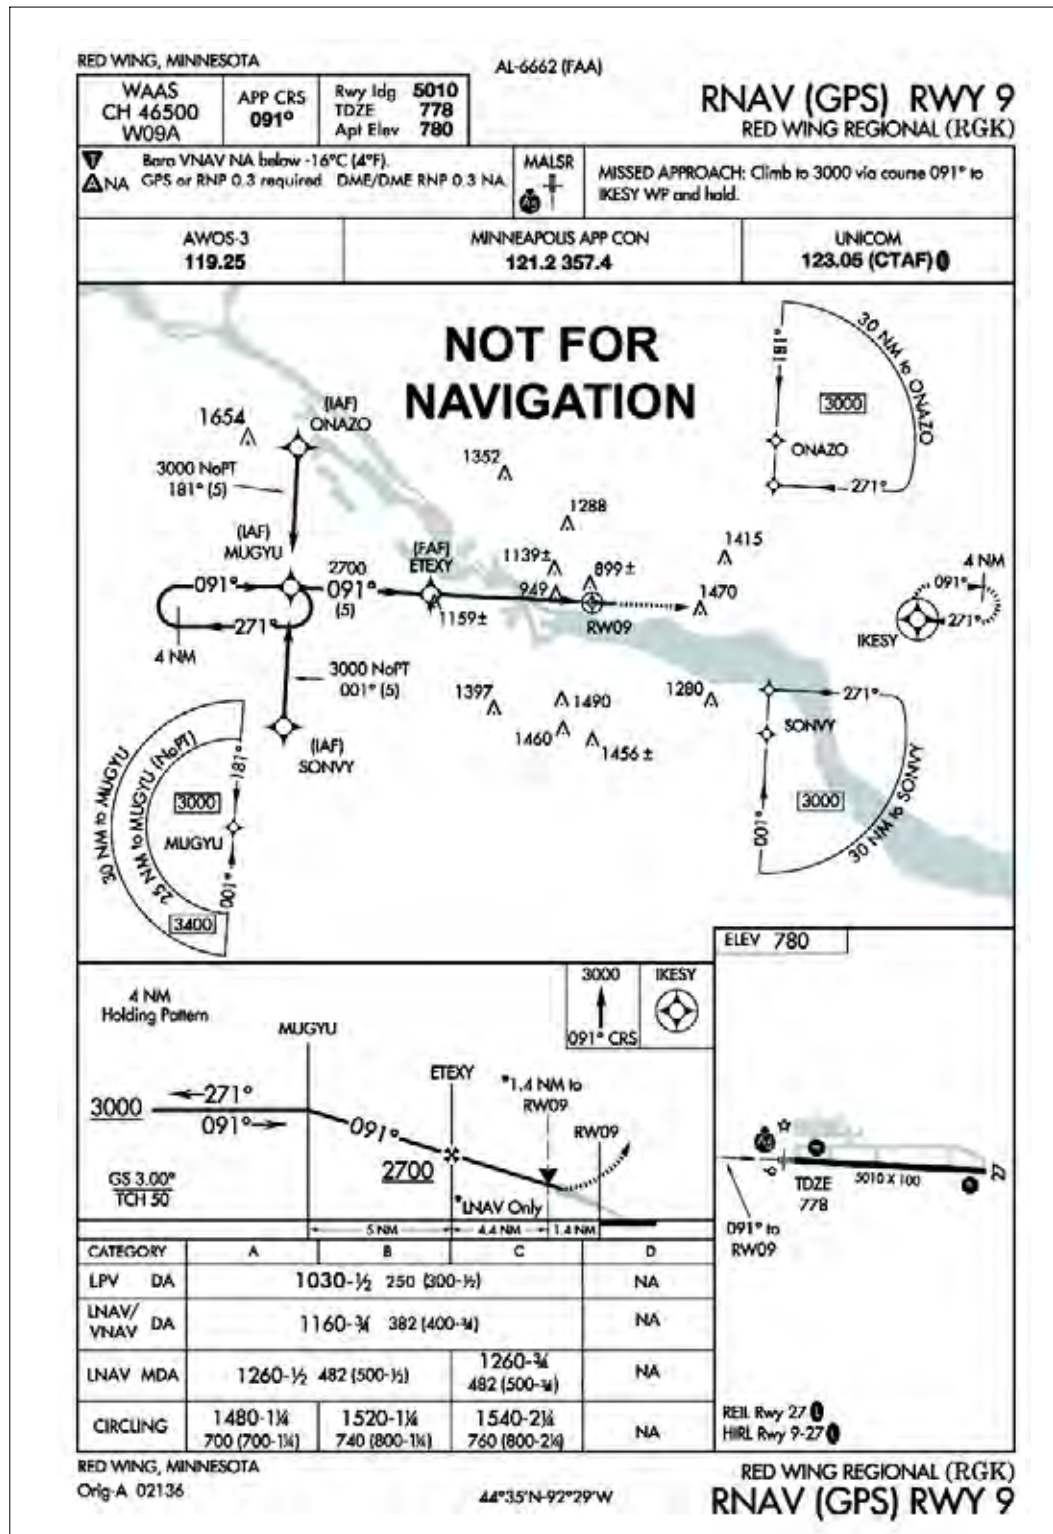 RED WING, MINNESOTA
AL-6662 (FAA)
WAAS
CH 46500
W09A
APP CRS
091°
Rwy ldg 5010
TDZE 778
Apt Elev 780
RNAV (GPS) RWY 9
RED WING REGIONAL (RGK)
T
A NA
Baro VNAV NA below -16°C (4°F).
GPS or RNP 0.3 required. DME/DME RNP 0.3 NA.
MALSR
MISSED APPROACH: Climb to 3000 via course 091° to
IKESY WP and hold.
AWOS-3
119.25
MINNEAPOLIS APP CON
121.2 357.4
UNICOM
123.05 (CTAF) L
NOT FOR
NAVIGATION
30 NM to ONAZO
181°
3000
ONAZO
271°
1654
(IAF)
ONAZO
3000 NoPT
181° (5)
1352
1288
1415
(IAF)
MUGYU
(FAF)
ETEXY
1139±
899±
949
2700
091°
(5)
091°
271°
4 NM
1159±
RW09
1470
4 NM
091°
271°
IKESY
3000 NoPT
001° (5)
1397
1490
1280
1460
1456 ±
(IAF)
SONVY
271°
SONVY
3000
001°
30 NM to SONVY
30 NM to MUGYU
25 NM to MUGYU (NoPT)
181°
3000
MUGYU
001°
3400
ELEV 780
3000
091° CRS
IKESY
4 NM
Holding Pattern
MUGYU
ETEXY
*1.4 NM to
RW09
RW09
271°
3000
091°
091°
2700
GS 3.00°
TCH 50
*LNAV Only
5 NM
4.4 NM
1.4 NM
9
TDZE
778
5010 X 100
27
091° to
RW09
CATEGORY A B C D
LPV DA 1030-½ 250 (300-½) NA
LNAV/
VNAV DA 1160-¾ 382 (400-¾) NA
LNAV MDA 1260-½ 482 (500-½) 1260-¾
482 (500-¾) NA
CIRCLING 1480-1¼
700 (700-1¼) 1520-1¼
740 (800-1¼) 1540-2¼
760 (800-2¼) NA
REIL Rwy 27 L
HIRL Rwy 9-27 L
RED WING, MINNESOTA
Orig-A 02136
44°35'N-92°29'W
RED WING REGIONAL (RGK)
RNAV (GPS) RWY 9